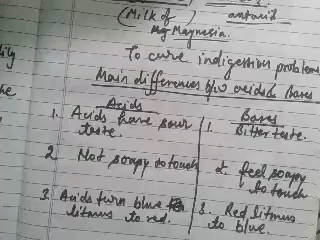 (Milk of antacid
Mg Magnesia.
To cure indigestion problems
Main differences b/w acids & Bases
Acids
1. Acids have sour
taste.
2 Not soapy to touch
3. Acids turn blue
litmus to red.
Bases
1. Bitter taste.
2. feel soapy
to touch
3. Red litmus
to blue.